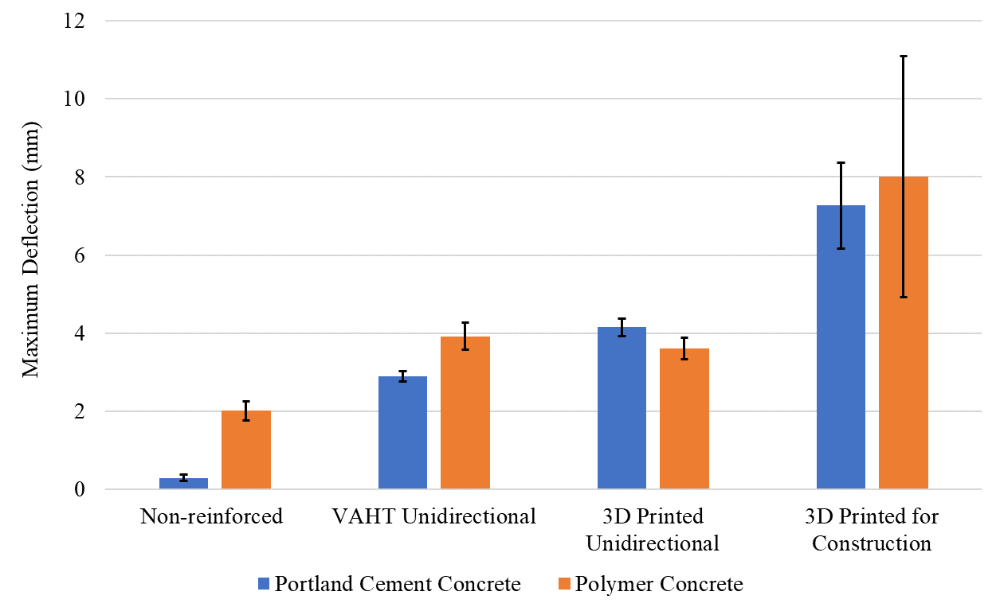 Maximum Deflection (mm)
12
10
8
6
4
2
0
Non-reinforced
VAHT Unidirectional
3D Printed
Unidirectional
3D Printed for
Construction
Portland Cement Concrete
Polymer Concrete